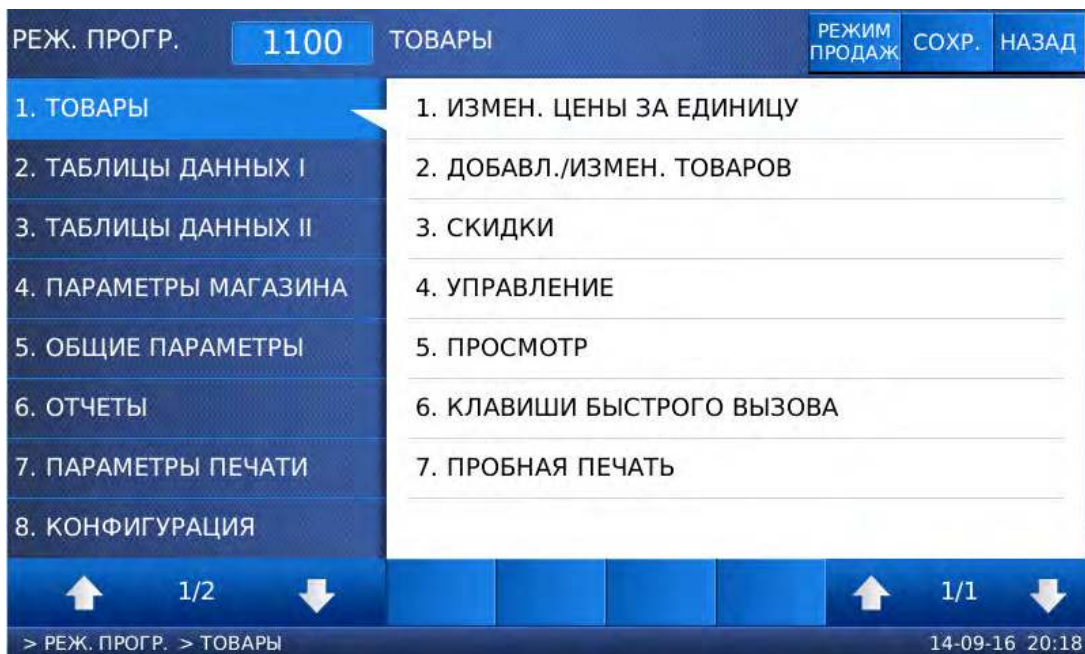 РЕЖ. ПРОГР. 1100 ТОВАРЫ РЕЖИМ ПРОДАЖ СОХР. НАЗАД
1. ТОВАРЫ
2. ТАБЛИЦЫ ДАННЫХ I
3. ТАБЛИЦЫ ДАННЫХ II
4. ПАРАМЕТРЫ МАГАЗИНА
5. ОБЩИЕ ПАРАМЕТРЫ
6. ОТЧЕТЫ
7. ПАРАМЕТРЫ ПЕЧАТИ
8. КОНФИГУРАЦИЯ
1. ИЗМЕН. ЦЕНЫ ЗА ЕДИНИЦУ
2. ДОБАВЛ./ИЗМЕН. ТОВАРОВ
3. СКИДКИ
4. УПРАВЛЕНИЕ
5. ПРОСМОТР
6. КЛАВИШИ БЫСТРОГО ВЫЗОВА
7. ПРОБНАЯ ПЕЧАТЬ
1/2 1/1
> РЕЖ. ПРОГР. > ТОВАРЫ 14-09-16 20:18